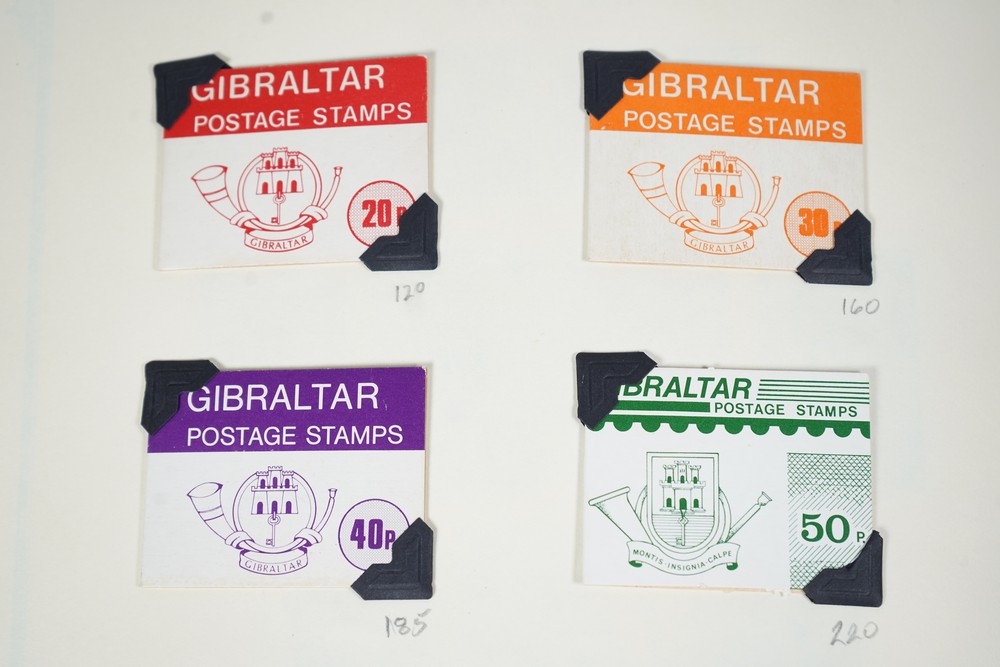 GIBRALTAR
POSTAGE STAMPS
GIBRALTAR
20P
120
GIBRALTAR
POSTAGE STAMPS
GIBRALTAR
30
160
GIBRALTAR
POSTAGE STAMPS
GIBRALTAR
40P
185
BRALTAR
POSTAGE STAMPS
MONTIS·INSIGNIA·CALPE
50 P.
220